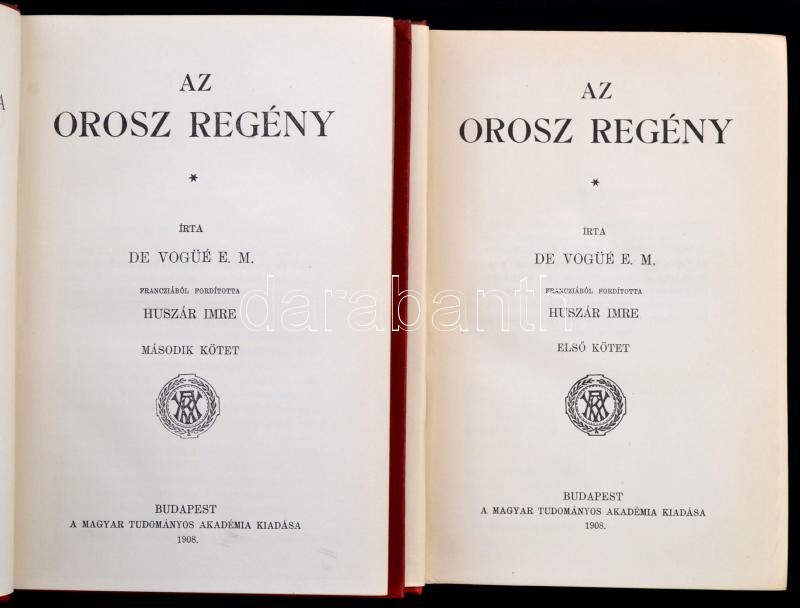 A
AZ
OROSZ REGÉNY
*
ÍRTA
DE VOGÜÉ E. M.
FRANCZIÁBÓL FORDÍTOTTA
HUSZÁR IMRE
MÁSODIK KÖTET
BUDAPEST
A MAGYAR TUDOMÁNYOS AKADÉMIA KIADÁSA
1908.
AZ
OROSZ REGÉNY
*
ÍRTA
DE VOGÜÉ E. M.
FRANCZIÁBÓL FORDÍTOTTA
HUSZÁR IMRE
ELSŐ KÖTET
BUDAPEST
A MAGYAR TUDOMÁNYOS AKADÉMIA KIADÁSA
1908.
darabanth